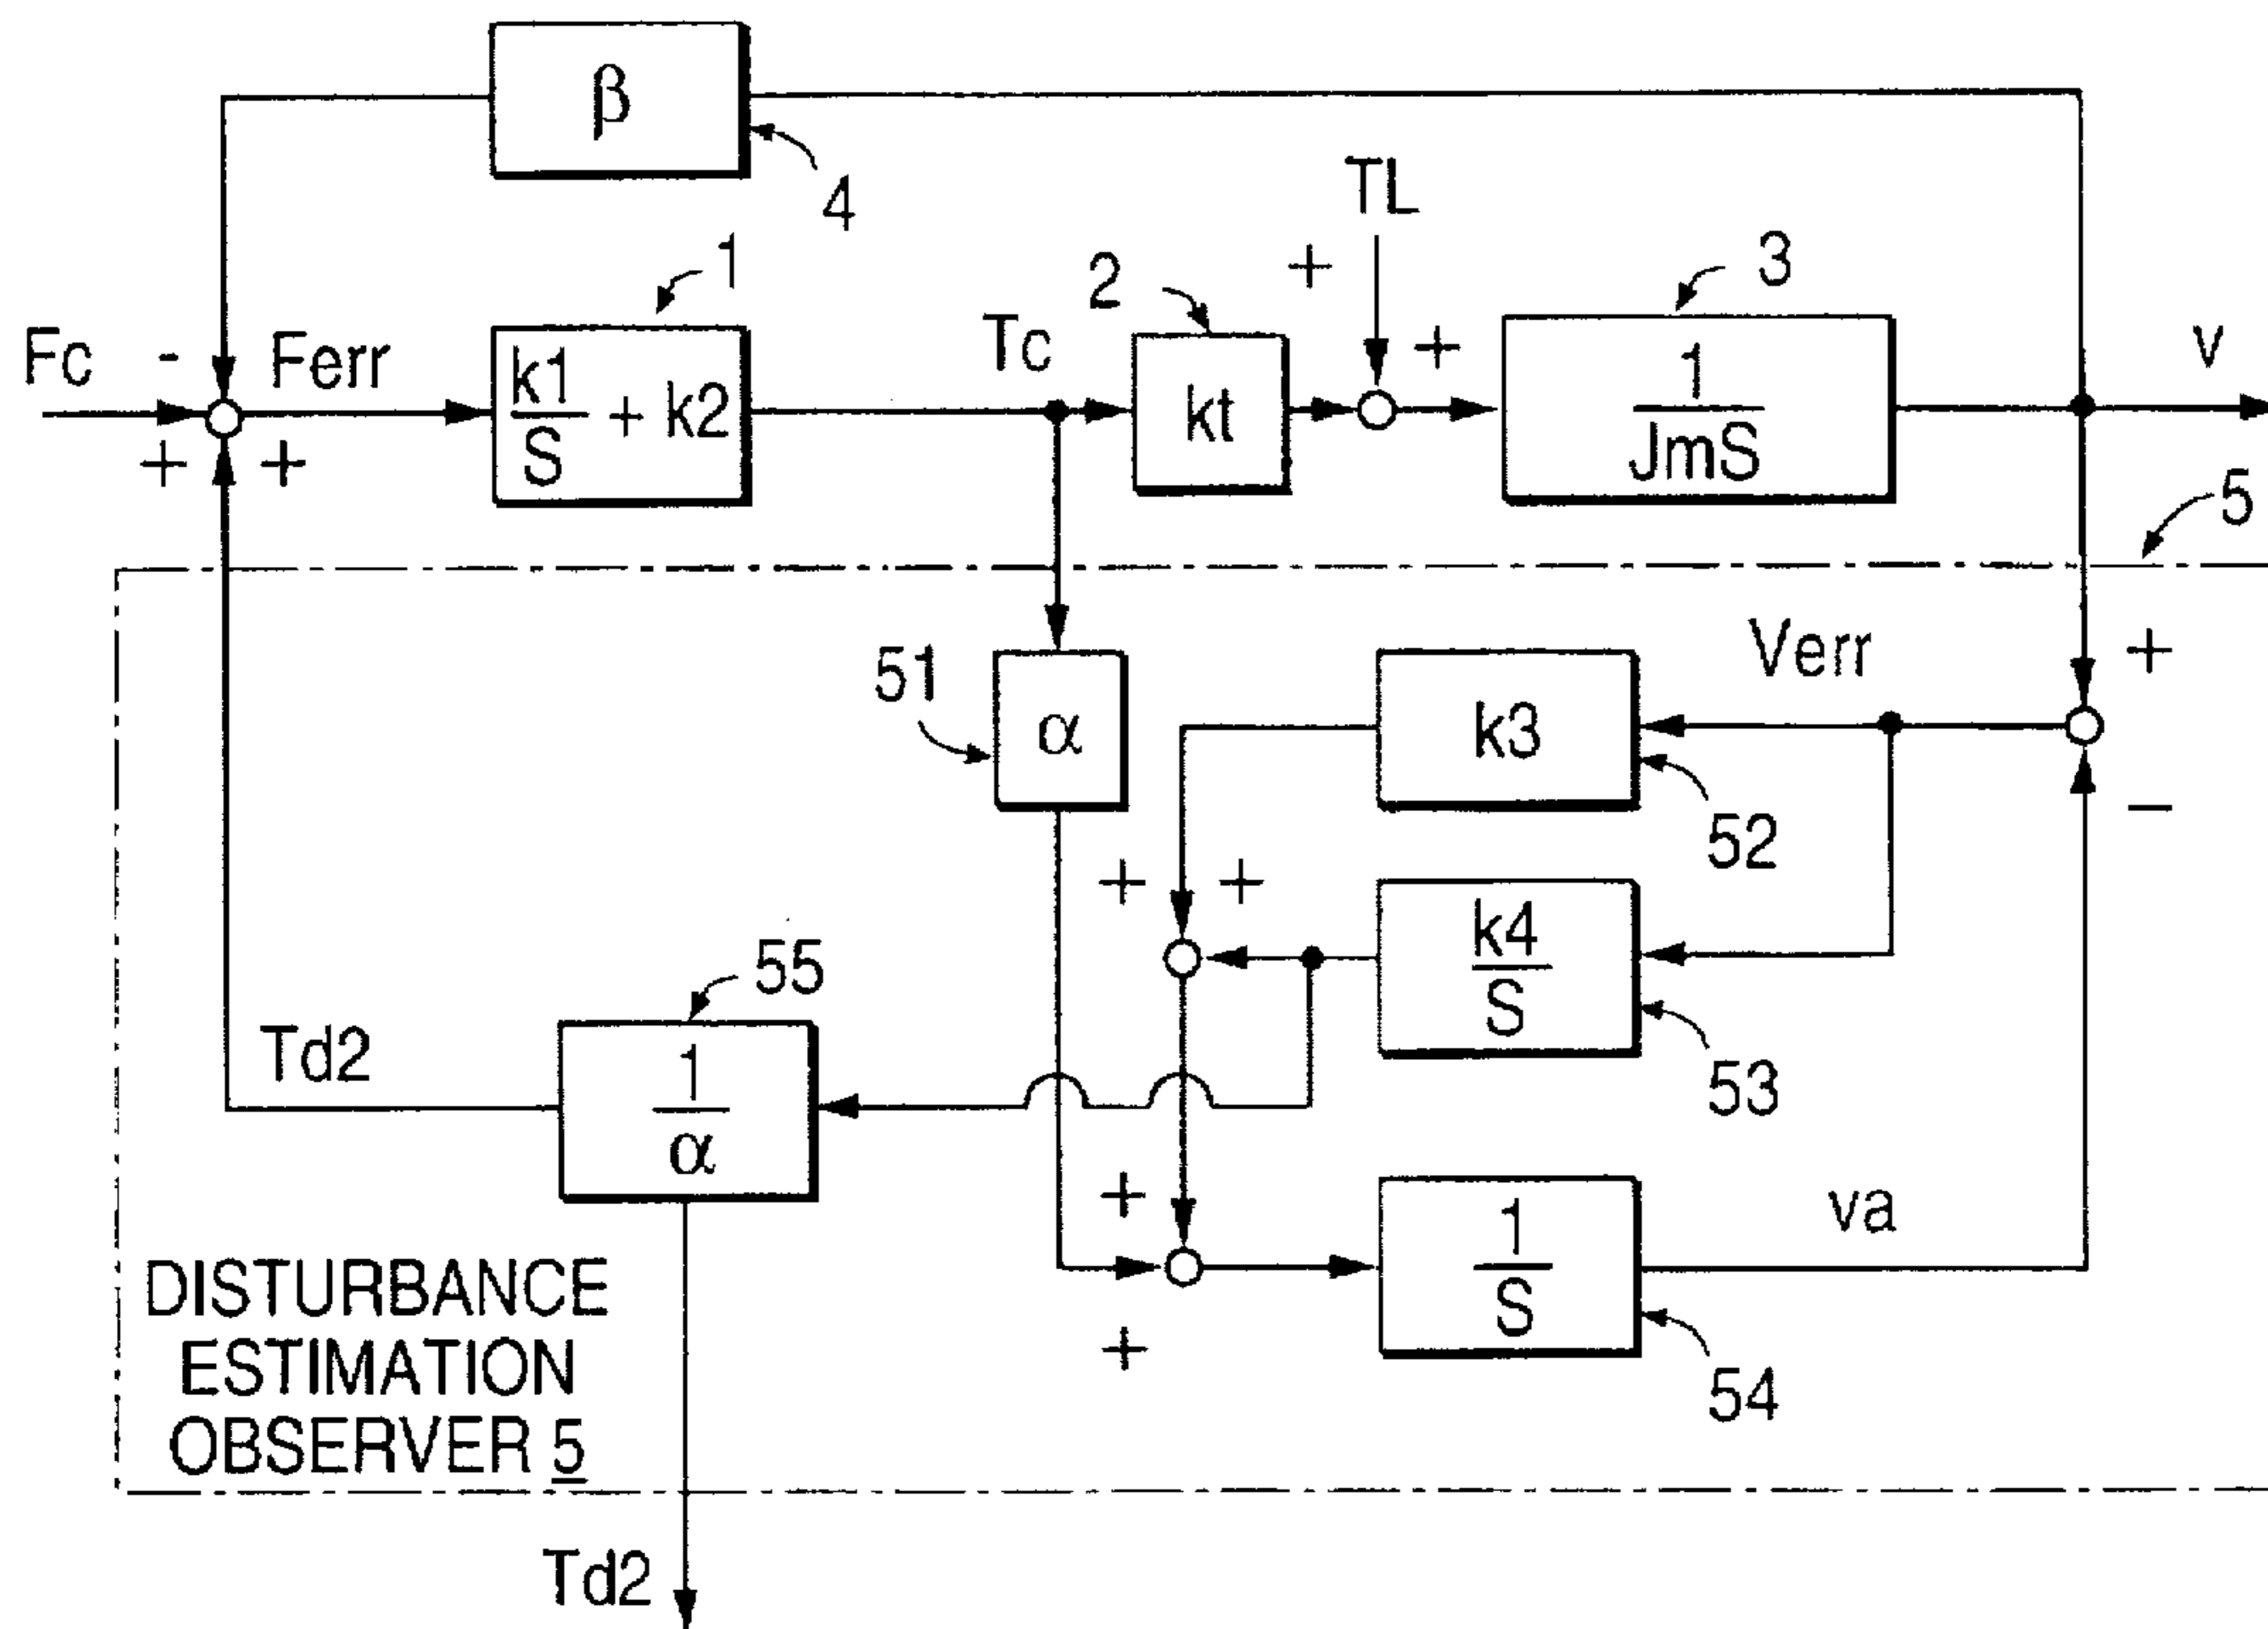 β
4
TL
+
1
2
3
Fc
-
Ferr
k1
S
+ k2
Tc
kt
+
1
JmS
v
+
+
5
51
α
Verr
+
k3
52
−
+
+
k4
S
53
55
Td2
1
α
+
1
S
va
+
54
DISTURBANCE
ESTIMATION
OBSERVER 5
Td2